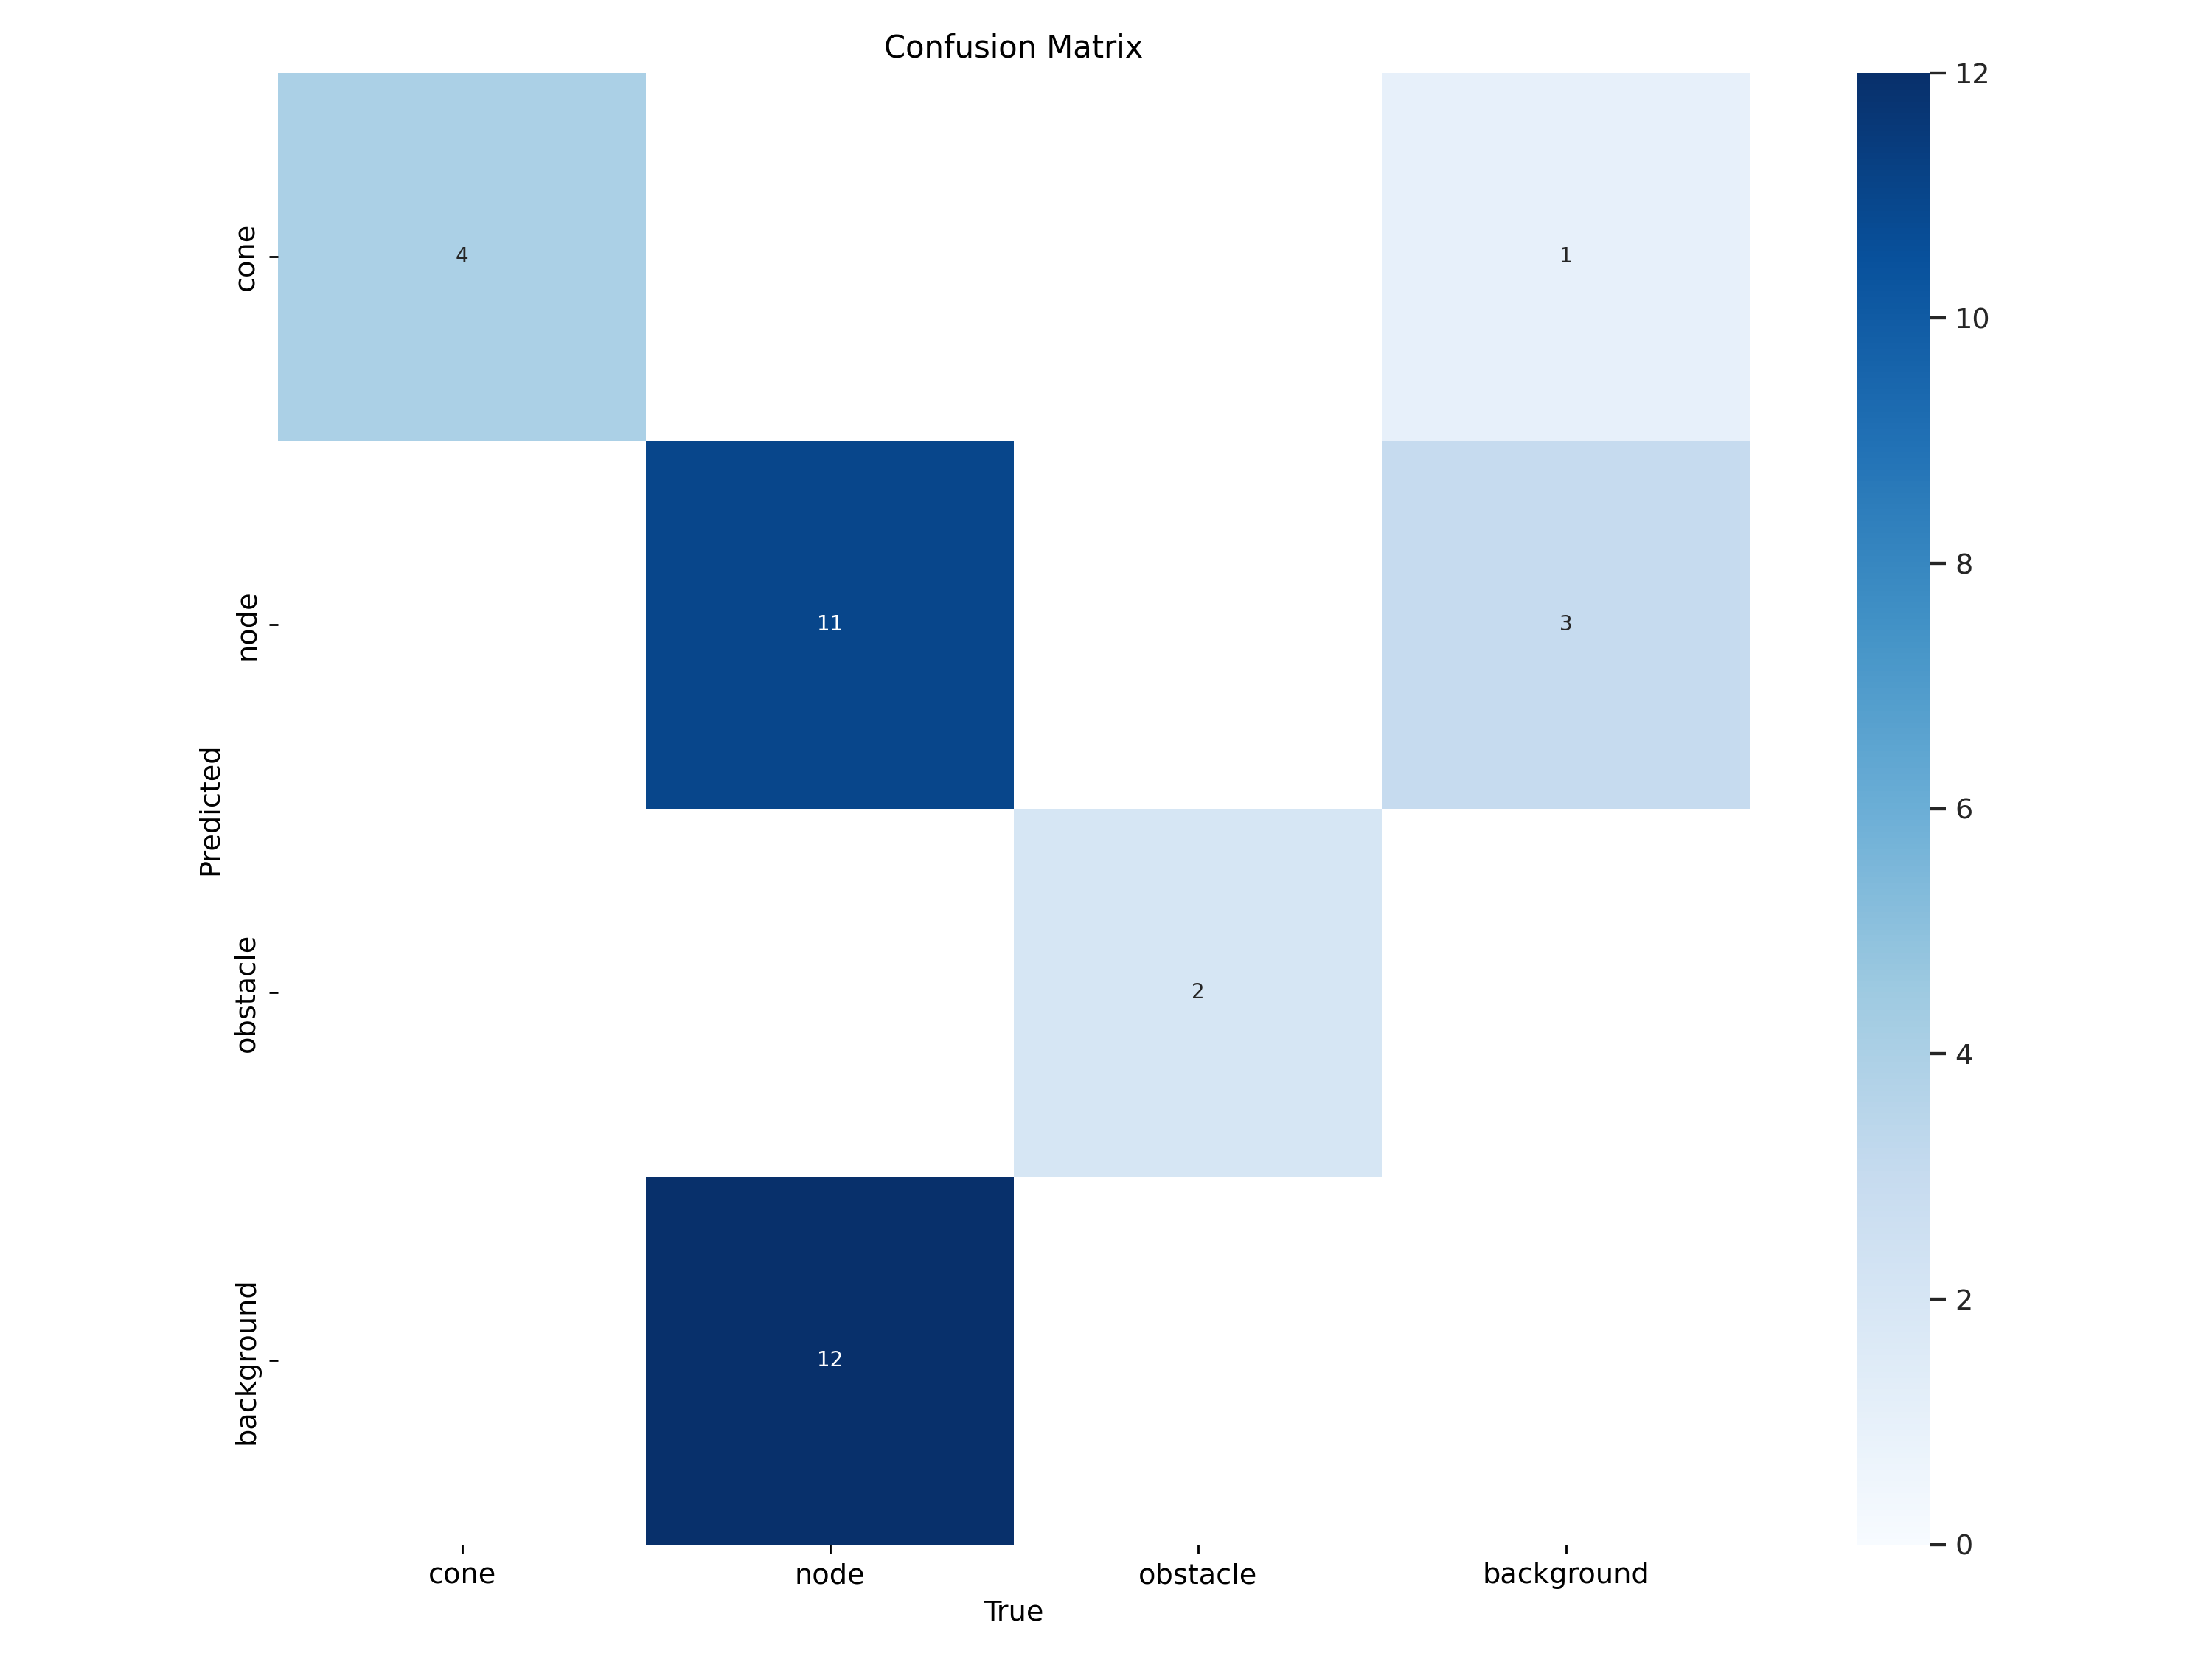 Confusion Matrix
cone
node
obstacle
background
Predicted
4
1
11
3
2
12
cone
node
obstacle
background
True
12
10
8
6
4
2
0